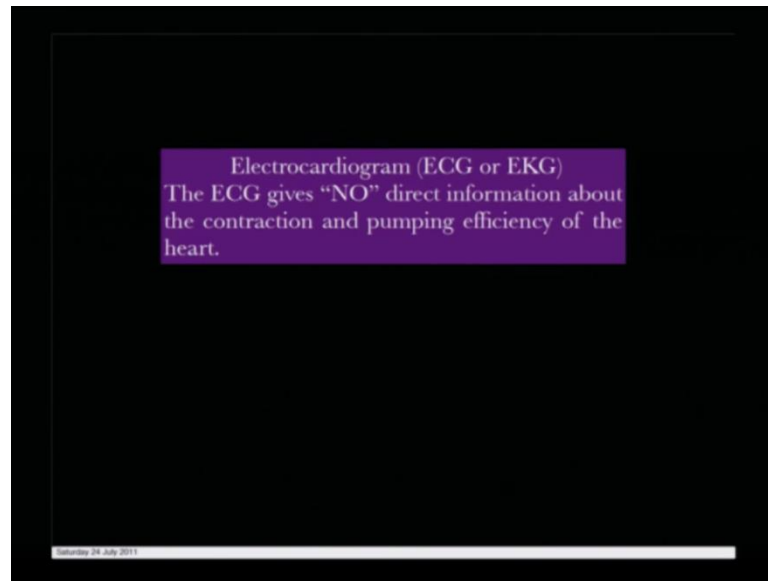 Electrocardiogram (ECG or EKG)
The ECG gives “NO” direct information about
the contraction and pumping efficiency of the
heart.
Saturday 24 July 2011